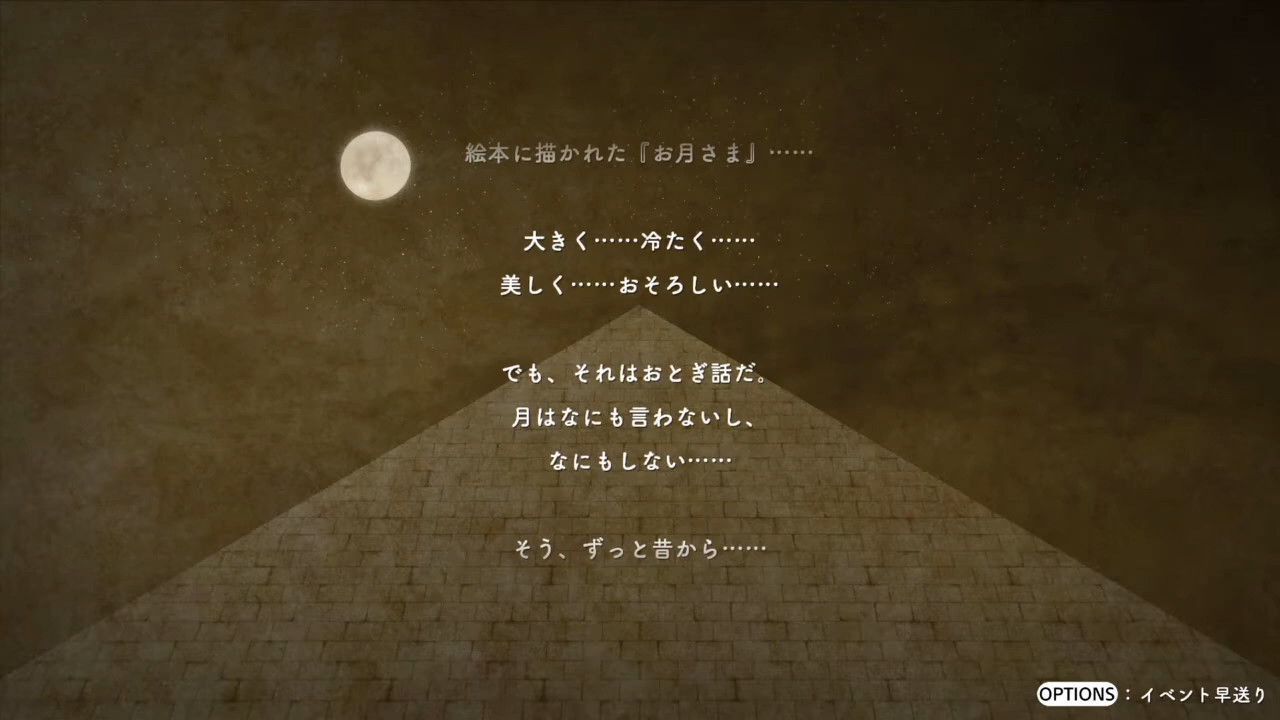 絵本に描かれた『お月さま』……
大きく……冷たく……
美しく……おそろしい……
でも、それはおとぎ話だ。
月はなにも言わないし、
なにもしない……
そう、ずっと昔から……
OPTIONS：イベント早送り